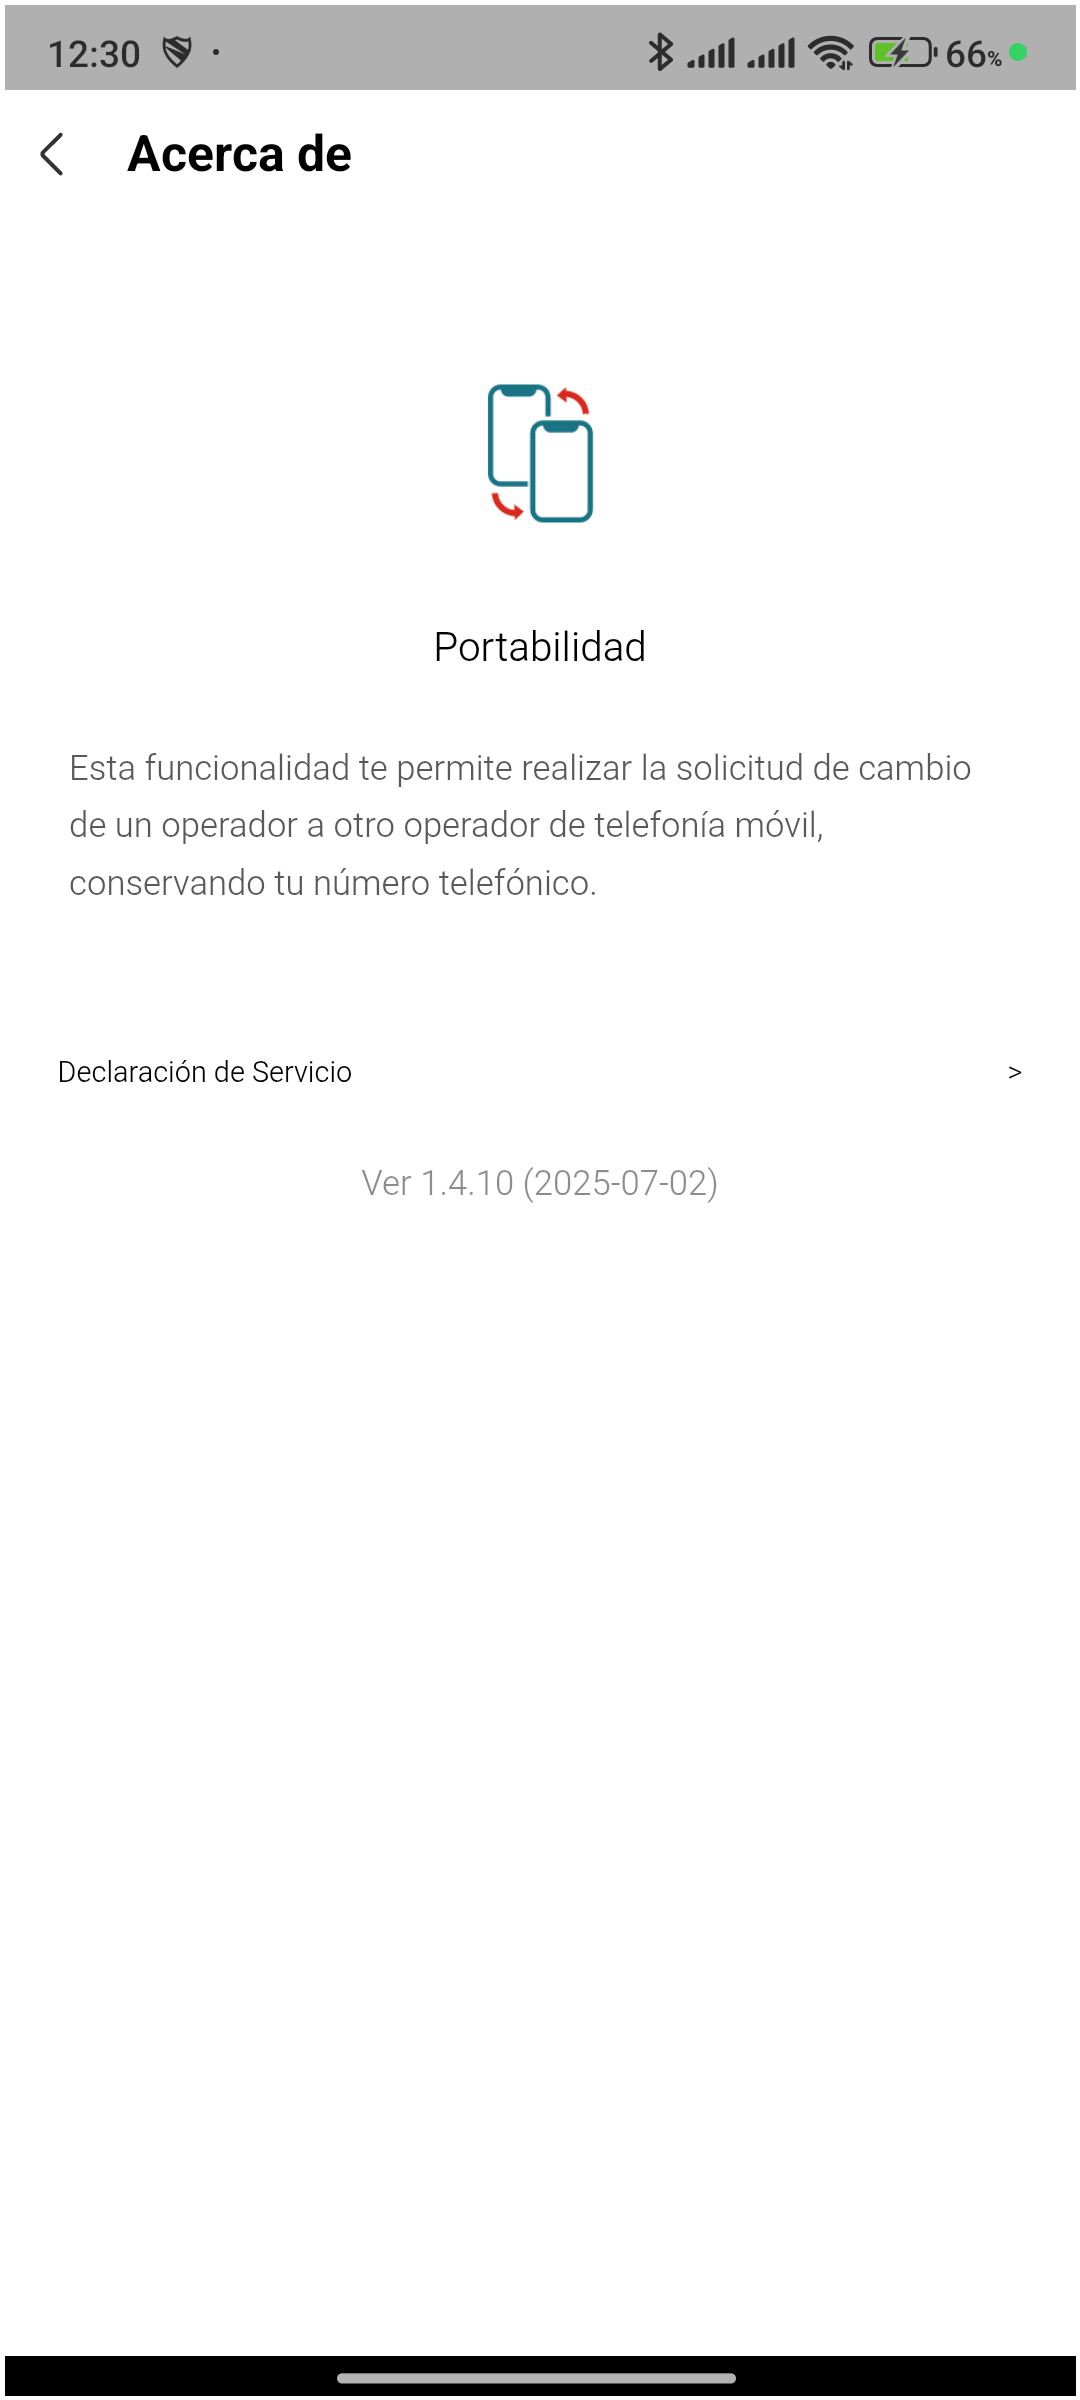 12:30
66%
Acerca de
Portabilidad
Esta funcionalidad te permite realizar la solicitud de cambio
de un operador a otro operador de telefonía móvil,
conservando tu número telefónico.
Declaración de Servicio >
Ver 1.4.10 (2025-07-02)